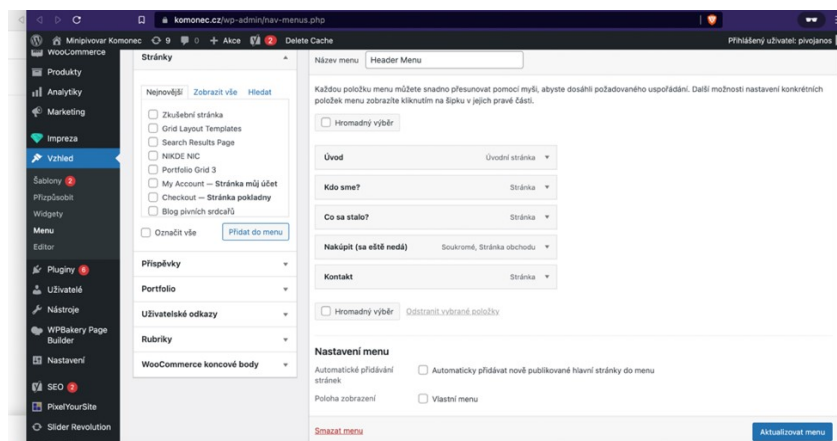 komonec.cz/wp-admin/nav-menus.php
Minipivovar Komonec 9 0 + Akce 2 Delete Cache
Přihlášený uživatel: pivojanos
WooCommerce
Produkty
Analytiky
Marketing
Impreza
Vzhled
Šablony 2
Přizpůsobit
Widgety
Menu
Editor
Pluginy 6
Uživatelé
Nástroje
WPBakery Page
Builder
Nastavení
SEO 2
PixelYourSite
Slider Revolution
Stránky
Nejnovější Zobrazit vše Hledat
Zkušební stránka
Grid Layout Templates
Search Results Page
NIKDE NIC
Portfolio Grid 3
My Account — Stránka můj účet
Checkout — Stránka pokladny
Blog pivních srdcařů
Označit vše Přidat do menu
Příspěvky
Portfolio
Uživatelské odkazy
Rubriky
WooCommerce koncové body
Název menu Header Menu
Každou položku menu můžete snadno přesunovat pomocí myši, abyste dosáhli požadovaného uspořádání. Další možnosti nastavení konkrétních
položek menu zobrazíte kliknutím na šipku v jejich pravé části.
Hromadný výběr
Úvod Úvodní stránka
Kdo sme? Stránka
Co sa stalo? Stránka
Nakúpit (sa eště nedá) Soukromé, Stránka obchodu
Kontakt Stránka
Hromadný výběr Odstranit vybrané položky
Nastavení menu
Automatické přidávání
stránek
Automaticky přidávat nově publikované hlavní stránky do menu
Poloha zobrazení Vlastní menu
Smazat menu Aktualizovat menu